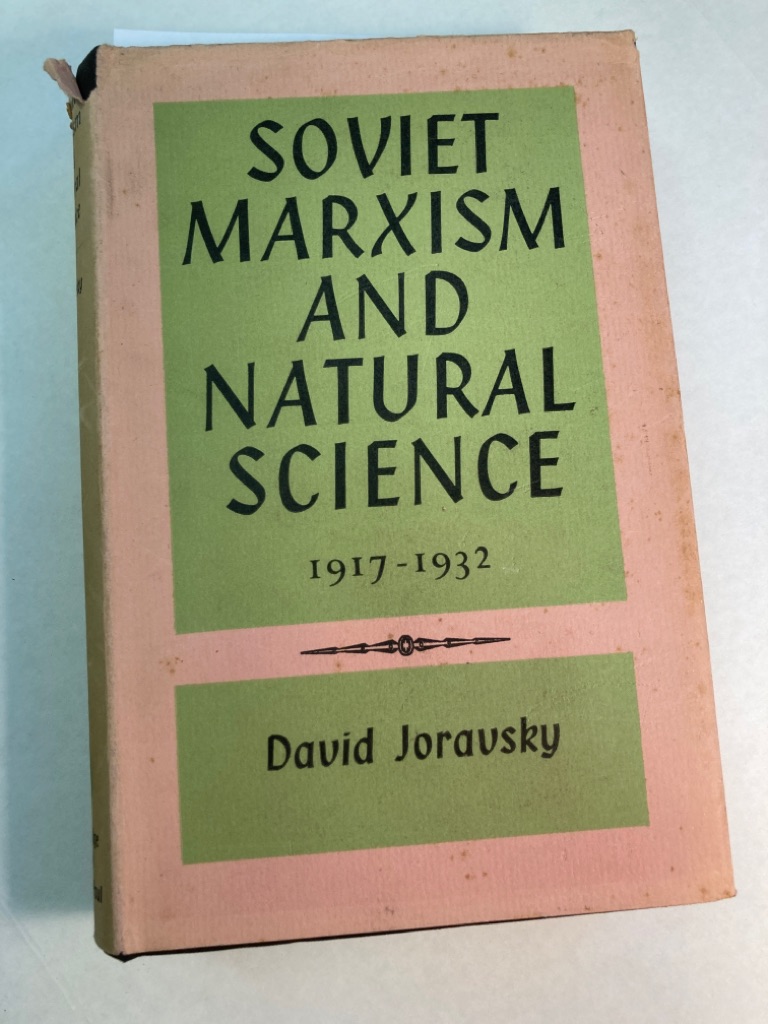 SOVIET
MARXISM
AND
NATURAL
SCIENCE
1917-1932
David Joravsky